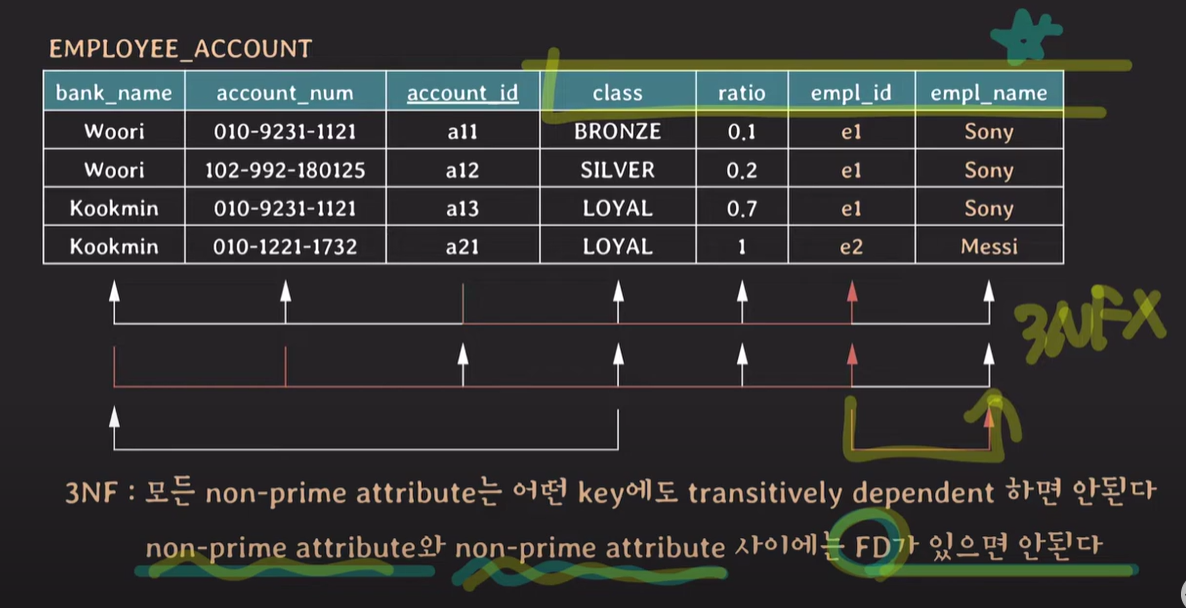 EMPLOYEE_ACCOUNT
bank_name account_num account_id class ratio empl_id empl_name
Woori 010-9231-1121 a11 BRONZE 0.1 e1 Sony
Woori 102-992-180125 a12 SILVER 0.2 e1 Sony
Kookmin 010-9231-1121 a13 LOYAL 0.7 e1 Sony
Kookmin 010-1221-1732 a21 LOYAL 1 e2 Messi
3NF X
3NF : 모든 non-prime attribute는 어떤 key에도 transitively dependent 하면 안된다
non-prime attribute와 non-prime attribute 사이에는 FD가 있으면 안된다